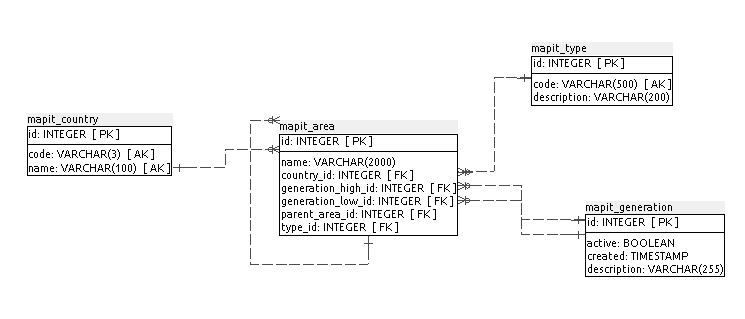 mapit_type
id: INTEGER [ PK ]
code: VARCHAR(500) [ AK ]
description: VARCHAR(200)
mapit_country
id: INTEGER [ PK ]
code: VARCHAR(3) [ AK ]
name: VARCHAR(100) [ AK ]
mapit_area
id: INTEGER [ PK ]
name: VARCHAR(2000)
country_id: INTEGER [ FK ]
generation_high_id: INTEGER [ FK ]
generation_low_id: INTEGER [ FK ]
parent_area_id: INTEGER [ FK ]
type_id: INTEGER [ FK ]
mapit_generation
id: INTEGER [ PK ]
active: BOOLEAN
created: TIMESTAMP
description: VARCHAR(255)